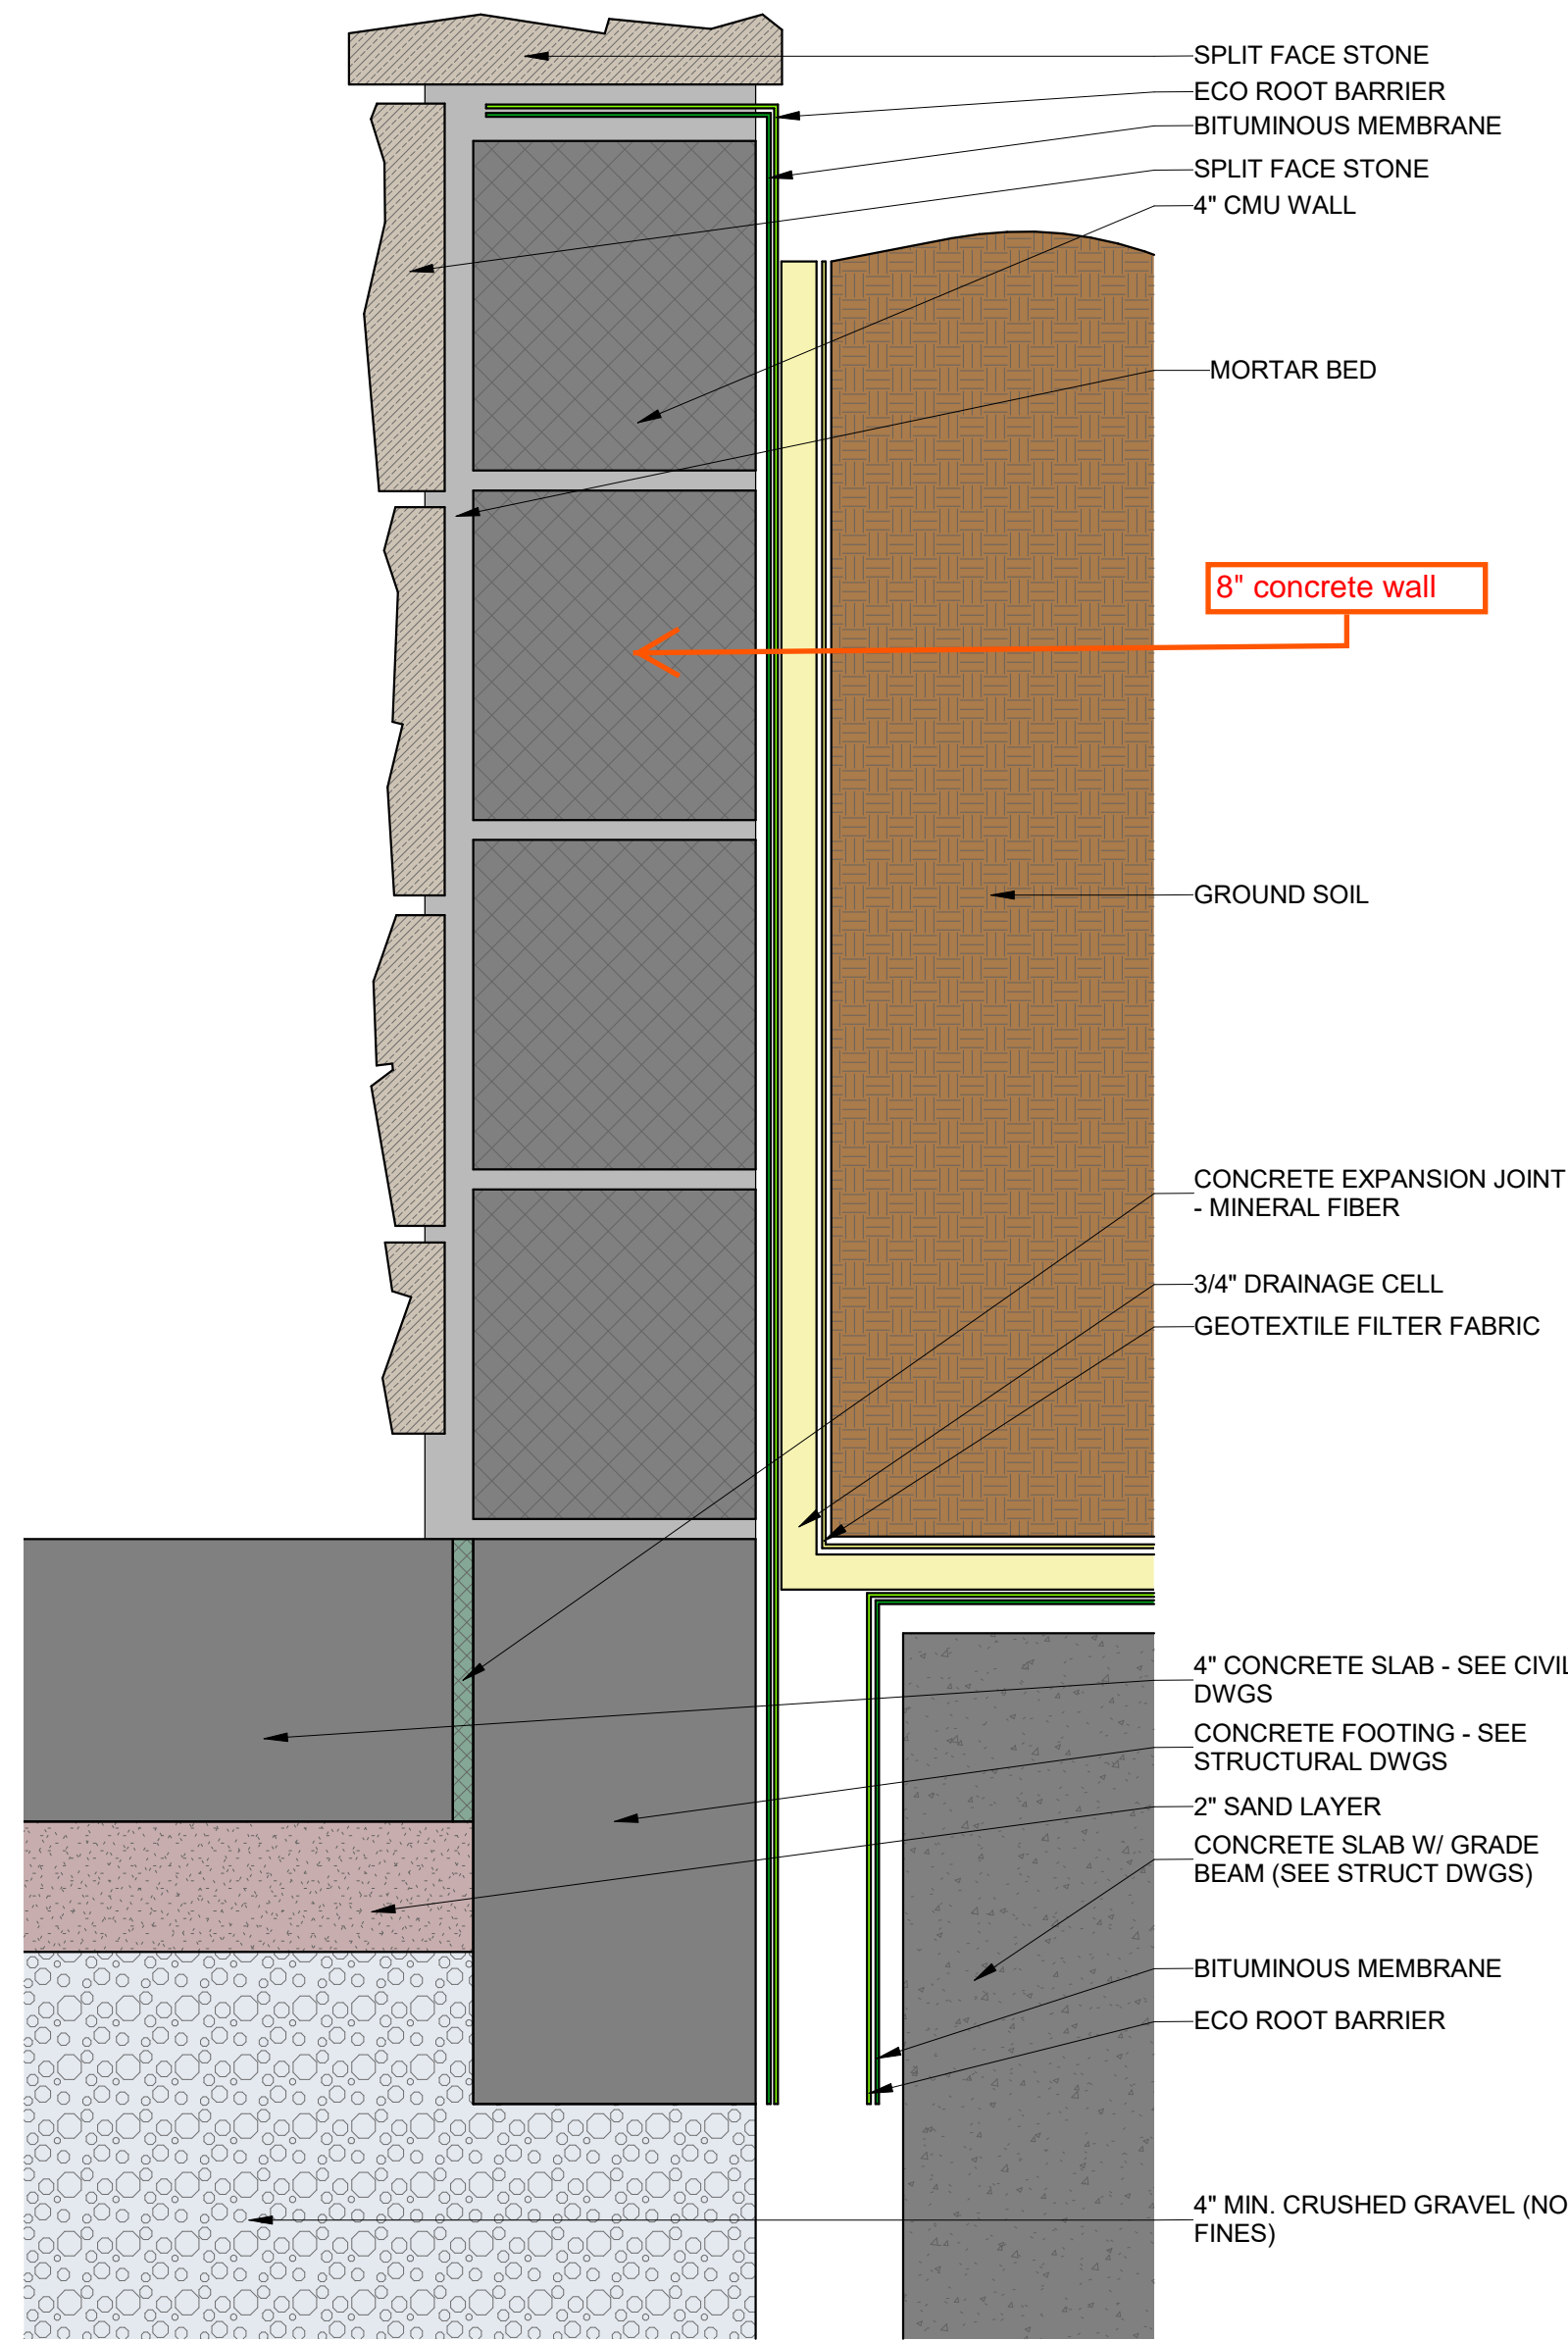 SPLIT FACE STONE
ECO ROOT BARRIER
BITUMINOUS MEMBRANE
SPLIT FACE STONE
4" CMU WALL
MORTAR BED
8" concrete wall
GROUND SOIL
CONCRETE EXPANSION JOINT
- MINERAL FIBER
3/4" DRAINAGE CELL
GEOTEXTILE FILTER FABRIC
4" CONCRETE SLAB - SEE CIVIL
DWGS
CONCRETE FOOTING - SEE
STRUCTURAL DWGS
2" SAND LAYER
CONCRETE SLAB W/ GRADE
BEAM (SEE STRUCT DWGS)
BITUMINOUS MEMBRANE
ECO ROOT BARRIER
4" MIN. CRUSHED GRAVEL (NO
FINES)